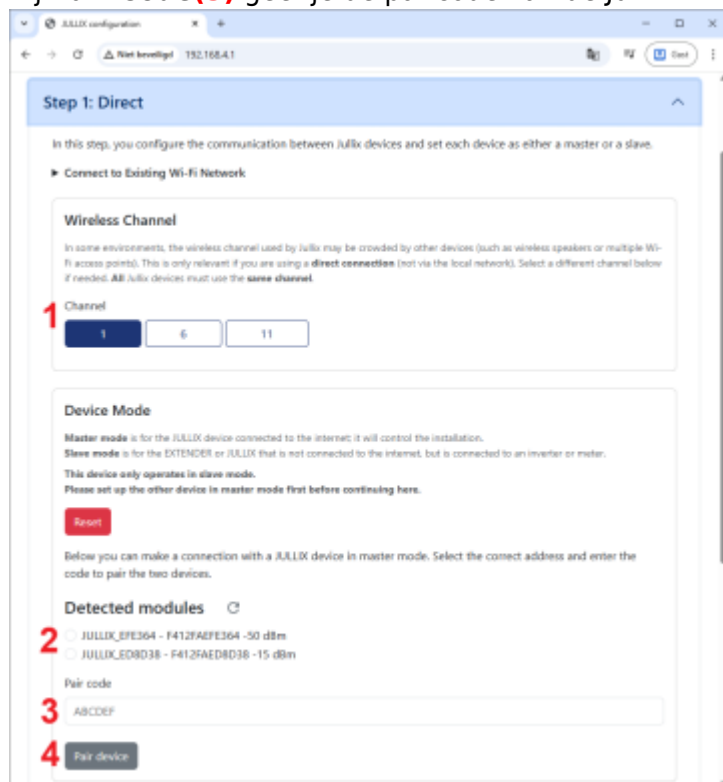 JULLIX configuration
Niet beveiligd 192.168.4.1
Step 1: Direct
In this step, you configure the communication between Jullix devices and set each device as either a master or a slave.
Connect to Existing Wi-Fi Network
Wireless Channel
In some environments, the wireless channel used by Jullix may be crowded by other devices (such as wireless speakers or multiple Wi-
Fi access points). This is only relevant if you are using a direct connection (not via the local network). Select a different channel below
if needed. All Jullix devices must use the same channel.
Channel
1
1 6 11
Device Mode
Master mode is for the JULLIX device connected to the internet; it will control the installation.
Slave mode is for the EXTENDER or JULLIX that is not connected to the internet, but is connected to an inverter or meter.
This device only operates in slave mode.
Please set up the other device in master mode first before continuing here.
Reset
Below you can make a connection with a JULLIX device in master mode. Select the correct address and enter the
code to pair the two devices.
Detected modules
2
JULLIX_EFE364 - F412FAEFE364 -50 dBm
JULLIX_ED8D38 - F412FAED8D38 -15 dBm
Pair code
3 ABCDEF
4 Pair device